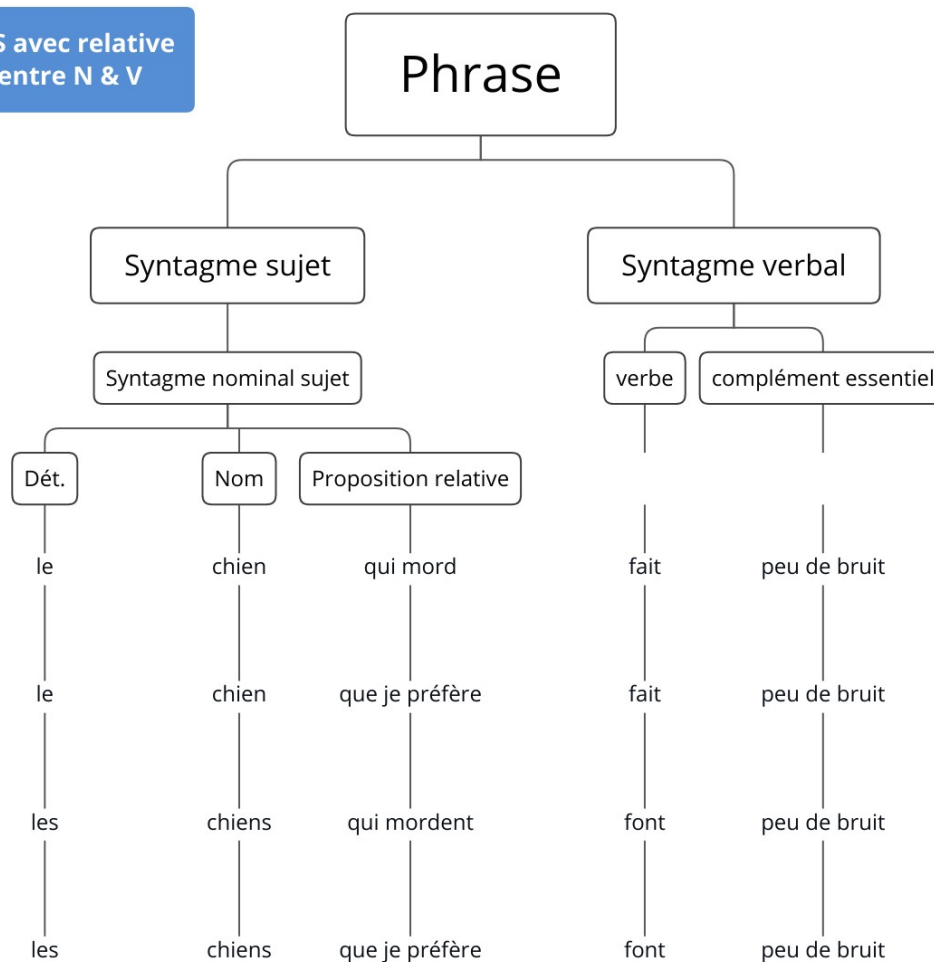 avec relative
entre N & V
Phrase
Syntagme sujet
Syntagme verbal
Syntagme nominal sujet
verbe
complément essentiel
Dét.
Nom
Proposition relative
le chien qui mord fait peu de bruit
le chien que je préfère fait peu de bruit
les chiens qui mordent font peu de bruit
les chiens que je préfère font peu de bruit